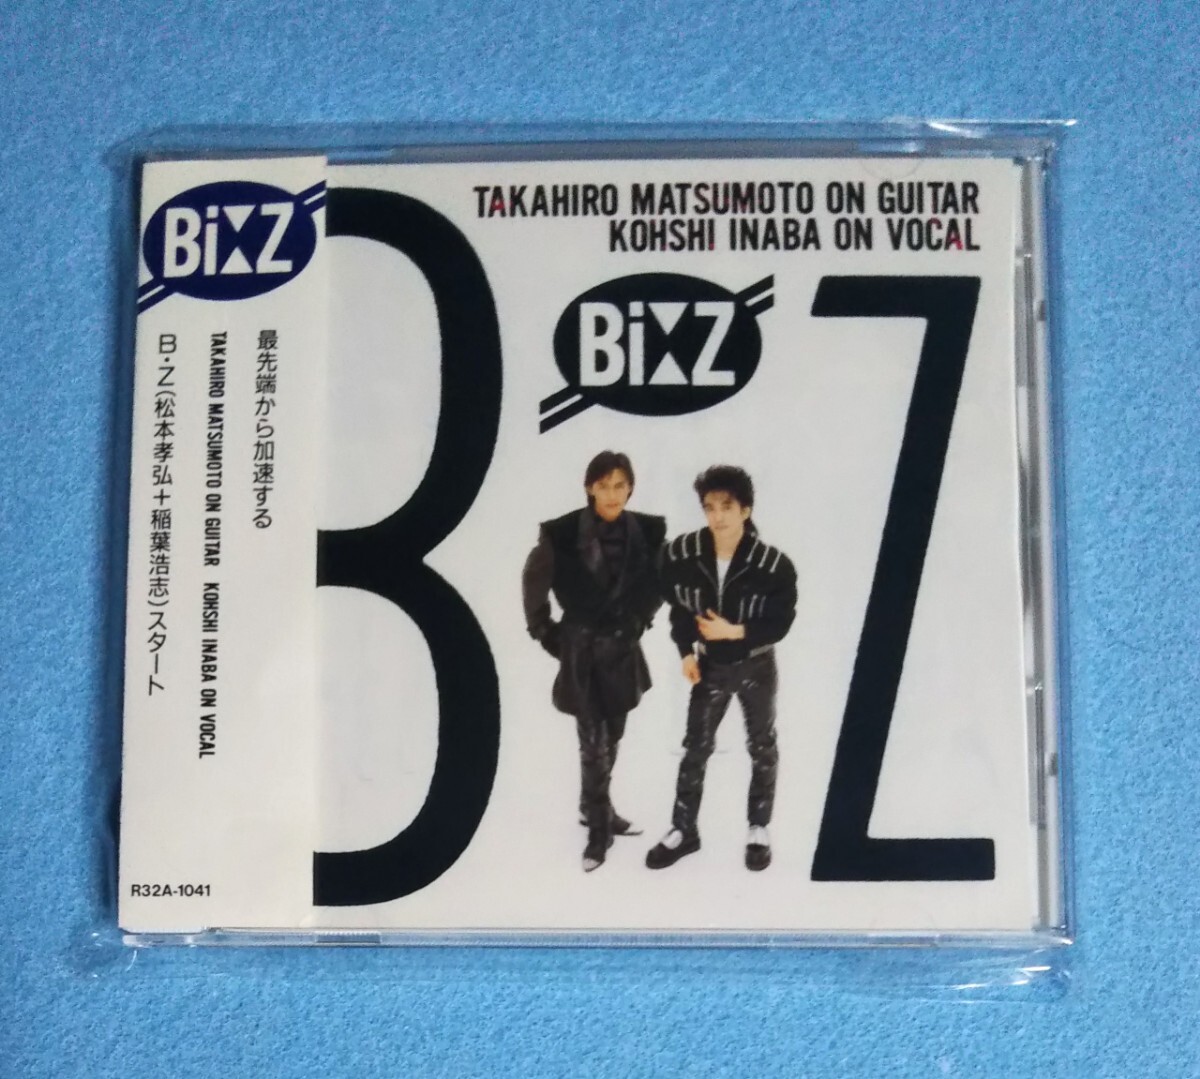 Bi Z
最先端から加速する
TAKAHIRO MATSUMOTO ON GUITAR KOHSHI INABA ON VOCAL
B・Z(松本孝弘+稲葉浩志)スタート
R32A-1041
TAKAHIRO MATSUMOTO ON GUITAR
KOHSHI INABA ON VOCAL
Bi Z
B Z